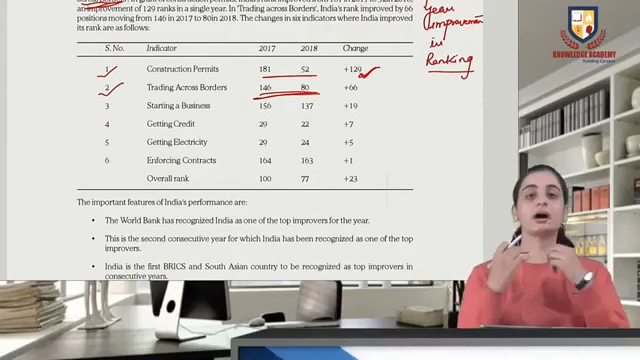 an improvement of 129 ranks in a single year. In 'Trading across Borders', India's rank improved by 66
positions moving from 146 in 2017 to 80in 2018. The changes in six indicators where India improved
its rank are as follows:
S. No. Indicator 2017 2018 Change
1 Construction Permits 181 52 +129
2 Trading Across Borders 146 80 +66
3 Starting a Business 156 137 +19
4 Getting Credit 29 22 +7
5 Getting Electricity 29 24 +5
6 Enforcing Contracts 164 163 +1
Overall rank 100 77 +23
The important features of India's performance are:
• The World Bank has recognized India as one of the top improvers for the year.
• This is the second consecutive year for which India has been recognized as one of the top
improvers.
• India is the first BRICS and South Asian country to be recognized as top improvers in
consecutive years.
Year
Improvement
in
Ranking
KNOWLEDGE ACADEMY